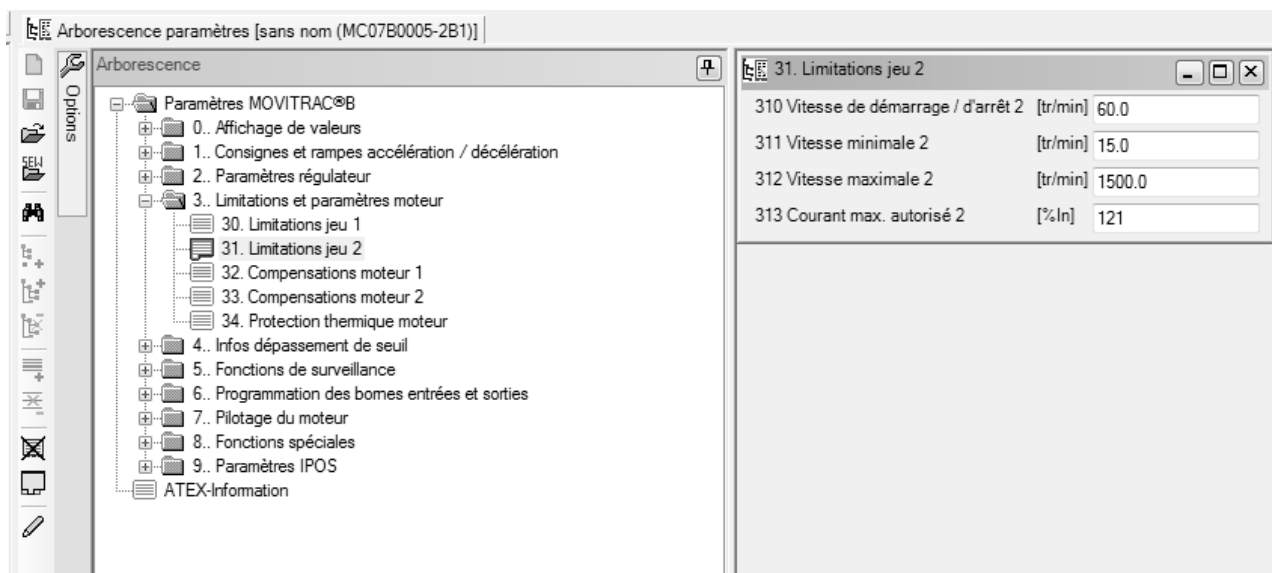 Arborescence paramètres [sans nom (MC07B0005-2B1)]
Options
SEW
Arborescence
Paramètres MOVITRAC®B
0.. Affichage de valeurs
1.. Consignes et rampes accélération / décélération
2.. Paramètres régulateur
3.. Limitations et paramètres moteur
30. Limitations jeu 1
31. Limitations jeu 2
32. Compensations moteur 1
33. Compensations moteur 2
34. Protection thermique moteur
4.. Infos dépassement de seuil
5.. Fonctions de surveillance
6.. Programmation des bornes entrées et sorties
7.. Pilotage du moteur
8.. Fonctions spéciales
9.. Paramètres IPOS
ATEX-Information
31. Limitations jeu 2
310 Vitesse de démarrage / d'arrêt 2 [tr/min] 60.0
311 Vitesse minimale 2 [tr/min] 15.0
312 Vitesse maximale 2 [tr/min] 1500.0
313 Courant max. autorisé 2 [%In] 121